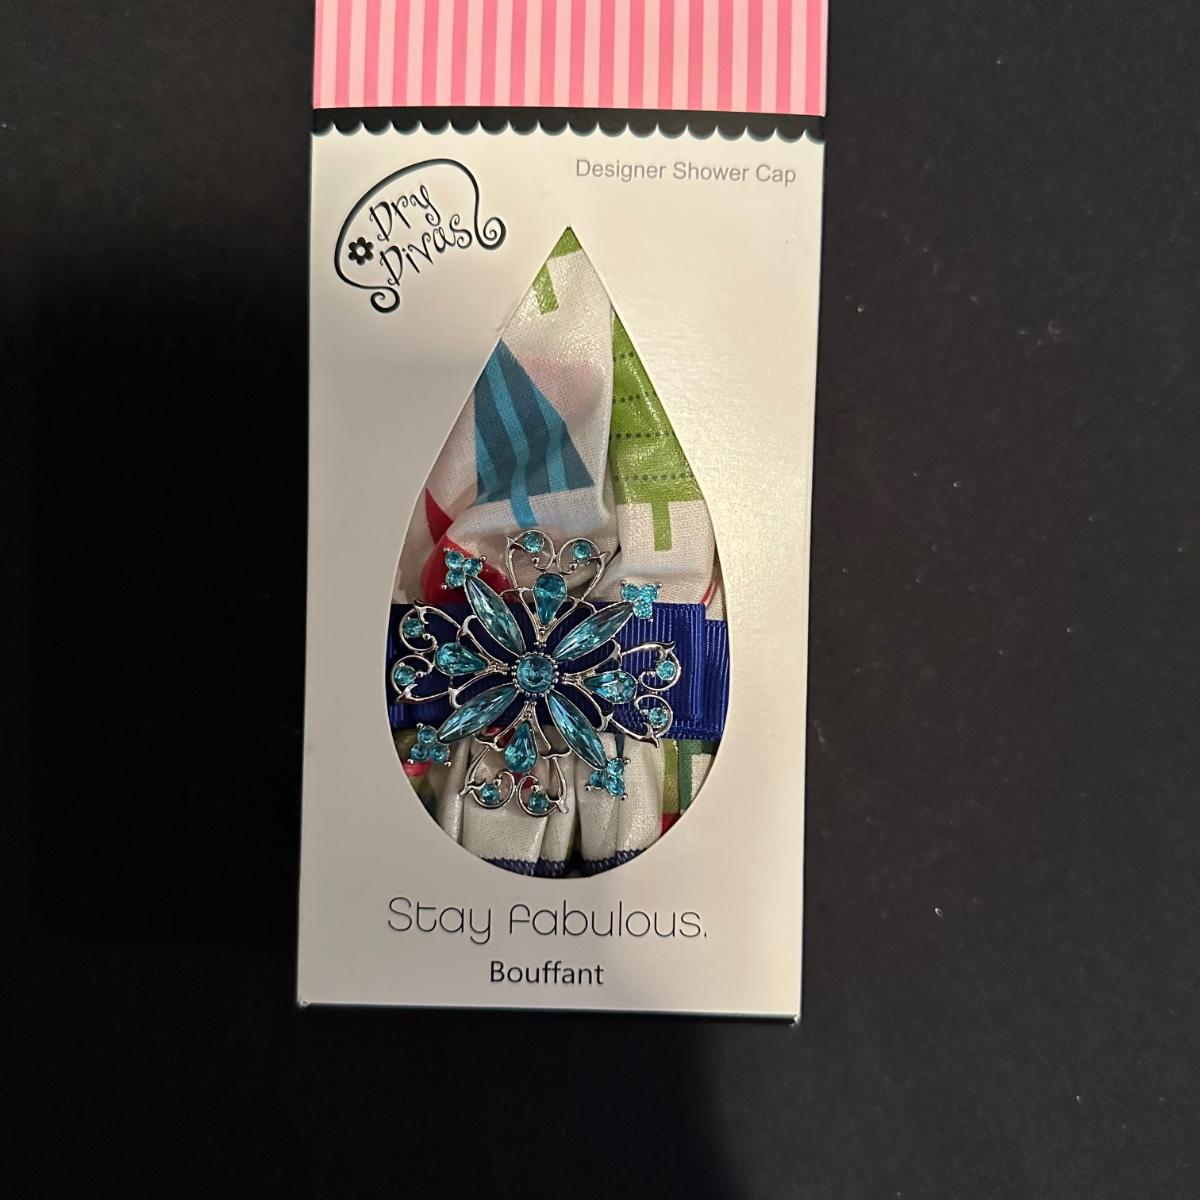 Designer Shower Cap
Dry
Divas
Stay fabulous.
Bouffant